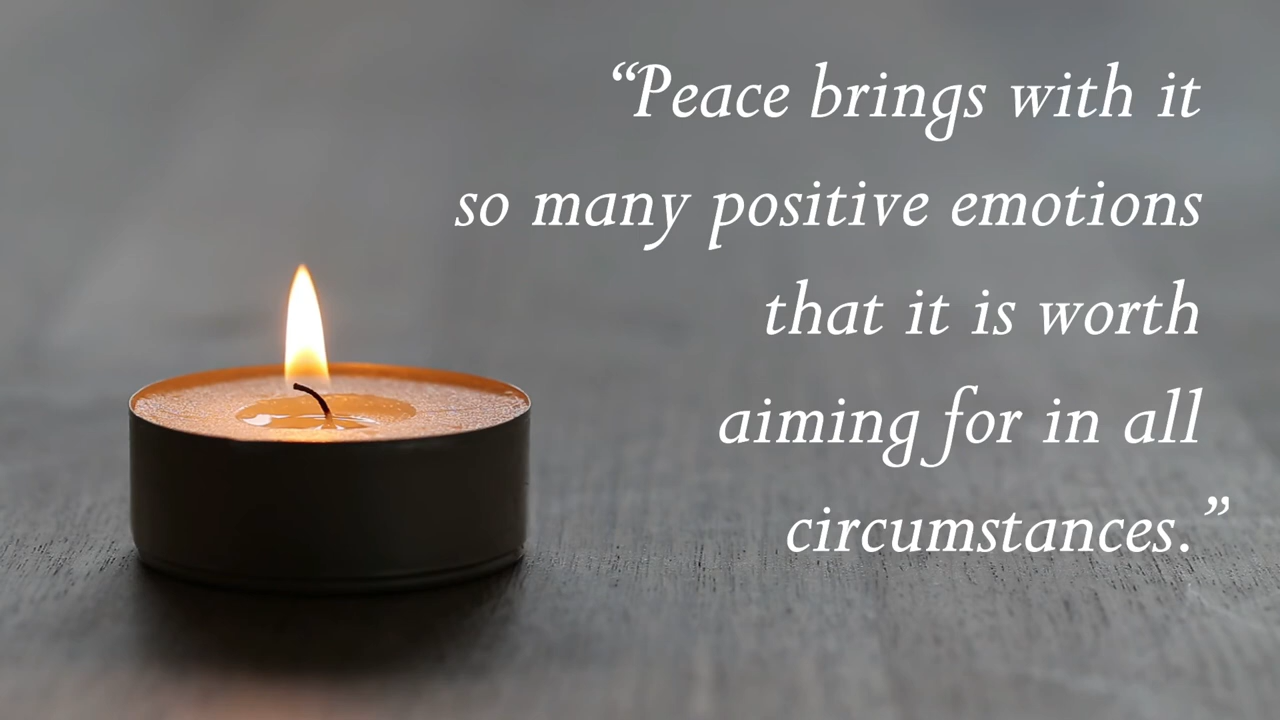 “Peace brings with it
so many positive emotions
that it is worth
aiming for in all
circumstances.”